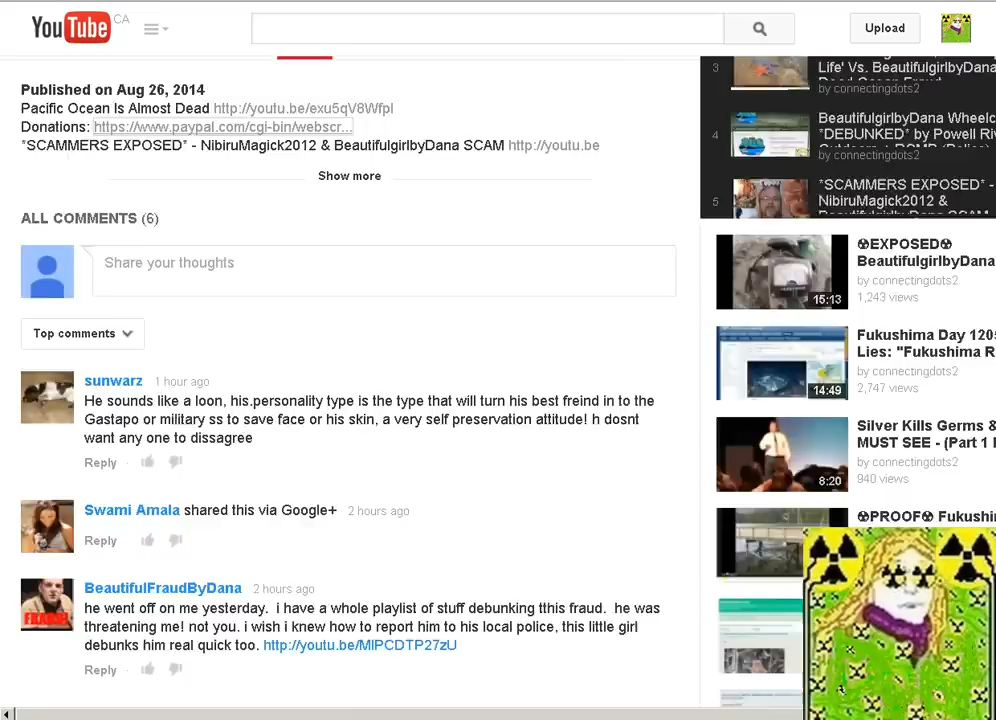 YouTube CA
Upload
Published on Aug 26, 2014
Pacific Ocean Is Almost Dead http://youtu.be/exu5qV8Wfpl
Donations: https://www.paypal.com/cgi-bin/webscr...
*SCAMMERS EXPOSED* - NibiruMagick2012 & BeautifulgirlbyDana SCAM http://youtu.be
Show more
ALL COMMENTS (6)
Share your thoughts
Top comments
sunwarz 1 hour ago
He sounds like a loon, his.personality type is the type that will turn his best freind in to the
Gastapo or military ss to save face or his skin, a very self preservation attitude! h dosnt
want any one to dissagree
Reply
Swami Amala shared this via Google+ 2 hours ago
Reply
FRAUD!
BeautifulFraudByDana 2 hours ago
he went off on me yesterday. i have a whole playlist of stuff debunking tthis fraud. he was
threatening me! not you. i wish i knew how to report him to his local police, this little girl
debunks him real quick too. http://youtu.be/MlPCDTP27zU
Reply
3
Life' Vs. BeautifulgirlbyDana
by connectingdots2
4
BeautifulgirlbyDana Wheelc
*DEBUNKED* by Powell Riv
by connectingdots2
5
*SCAMMERS EXPOSED* -
NibiruMagick2012 &
BeautifulgirlbyDana SCAM
15:13
☢EXPOSED☢
BeautifulgirlbyDana
by connectingdots2
1,243 views
14:49
Fukushima Day 120
Lies: "Fukushima R
by connectingdots2
2,747 views
8:20
Silver Kills Germs &
MUST SEE - (Part 1
by connectingdots2
940 views
☢PROOF☢ Fukushin